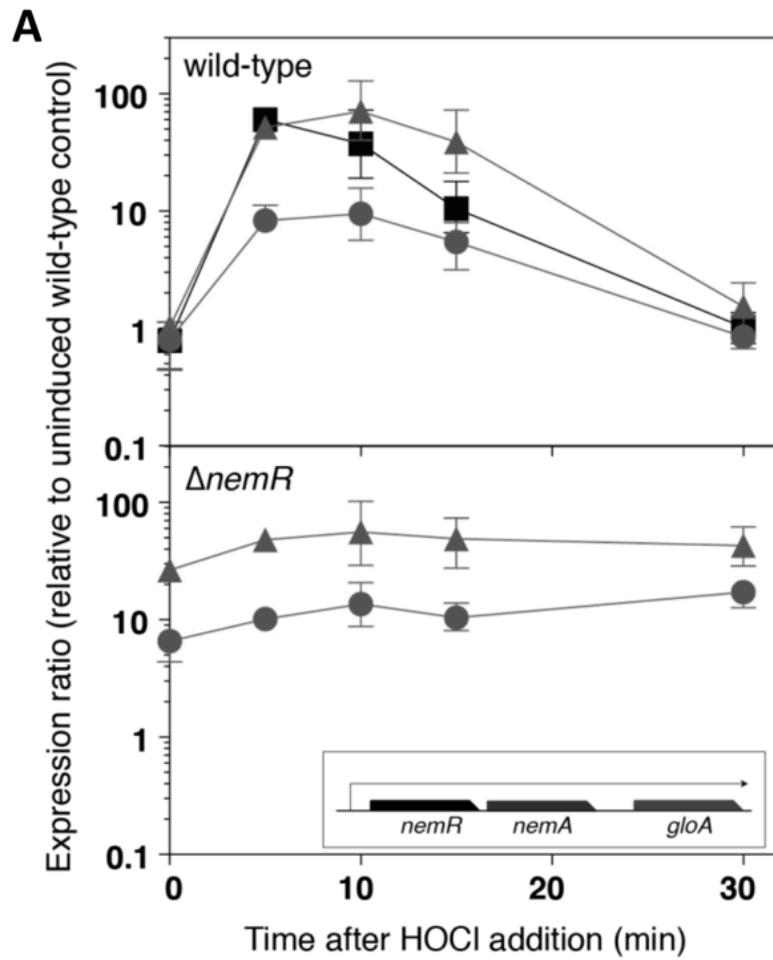 A
Expression ratio (relative to uninduced wild-type control)
wild-type
100
10
1
0.1
ΔnemR
100
10
1
0.1
nemR nemA gloA
0 10 20 30
Time after HOCl addition (min)